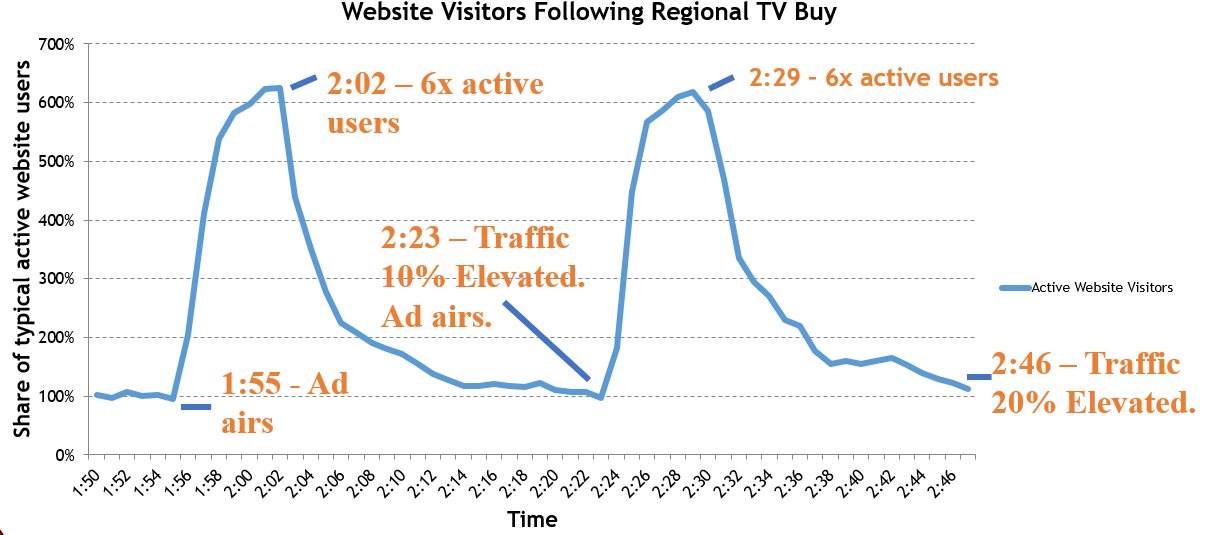 Website Visitors Following Regional TV Buy
Share of typical active website users
700%
600%
500%
400%
300%
200%
100%
0%
2:02 – 6x active
users
2:29 – 6x active users
2:23 – Traffic
10% Elevated.
Ad airs.
1:55 - Ad
airs
Active Website Visitors
2:46 – Traffic
20% Elevated.
1:50 1:52 1:54 1:56 1:58 2:00 2:02 2:04 2:06 2:08 2:10 2:12 2:14 2:16 2:18 2:20 2:22 2:24 2:26 2:28 2:30 2:32 2:34 2:36 2:38 2:40 2:42 2:44 2:46
Time